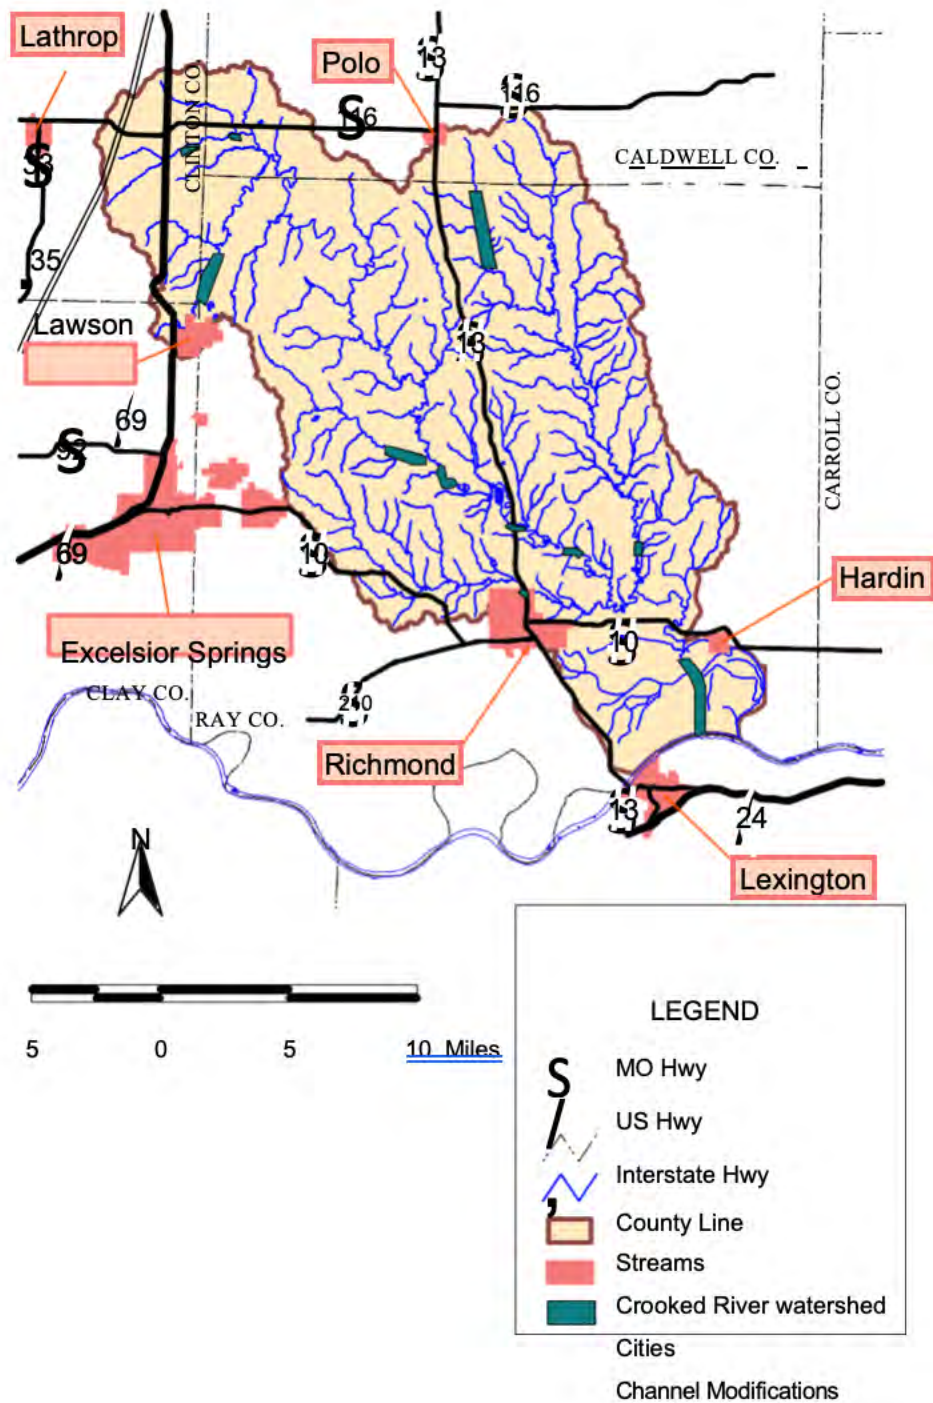 Lathrop
13
Polo
116
S
16
CLINTON CO.
CALDWELL CO.
S
35
,
Lawson
13
CARROLL CO.
69
S
92
69
10
Hardin
Excelsior Springs
10
CLAY CO.
RAY CO.
210
Richmond
13
24
N
Lexington
LEGEND
5 0 5 10 Miles
S MO Hwy
US Hwy
Interstate Hwy
,
County Line
Streams
Crooked River watershed
Cities
Channel Modifications